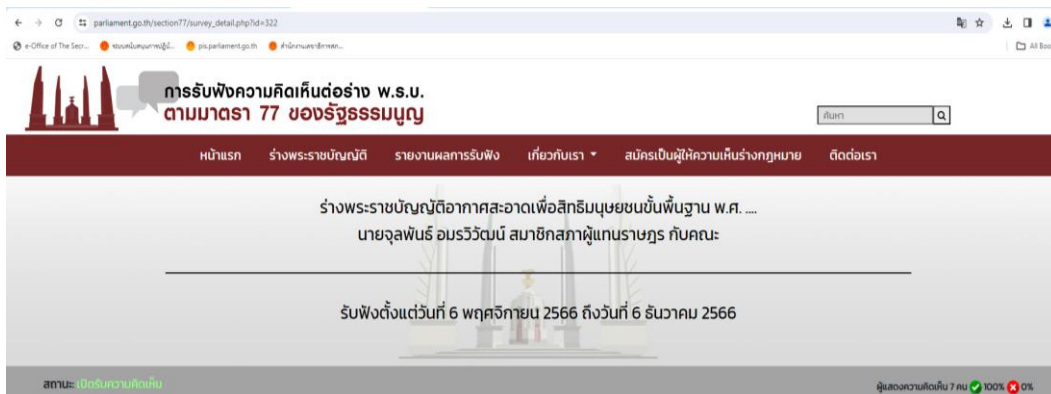 parliament.go.th/section77/survey_detail.php?id=322
e-Office of The Secr... pis.parliament.go.th All Boo
การรับฟังความคิดเห็นต่อร่าง พ.ร.บ.
ตามมาตรา 77 ของรัฐธรรมนูญ
ค้นหา
หน้าแรก ร่างพระราชบัญญัติ รายงานผลการรับฟัง เกี่ยวกับเรา สมัครเป็นผู้ให้ความเห็นร่างกฎหมาย ติดต่อเรา
ร่างพระราชบัญญัติอากาศสะอาดเพื่อสิทธิมนุษยชนขั้นพื้นฐาน พ.ศ. ....
นายจุลพันธ์ อมรวิวัฒน์ สมาชิกสภาผู้แทนราษฎร กับคณะ
รับฟังตั้งแต่วันที่ 6 พฤศจิกายน 2566 ถึงวันที่ 6 ธันวาคม 2566
สถานะ: เปิดรับความคิดเห็น ผู้แสดงความคิดเห็น 7 คน 100% 0%